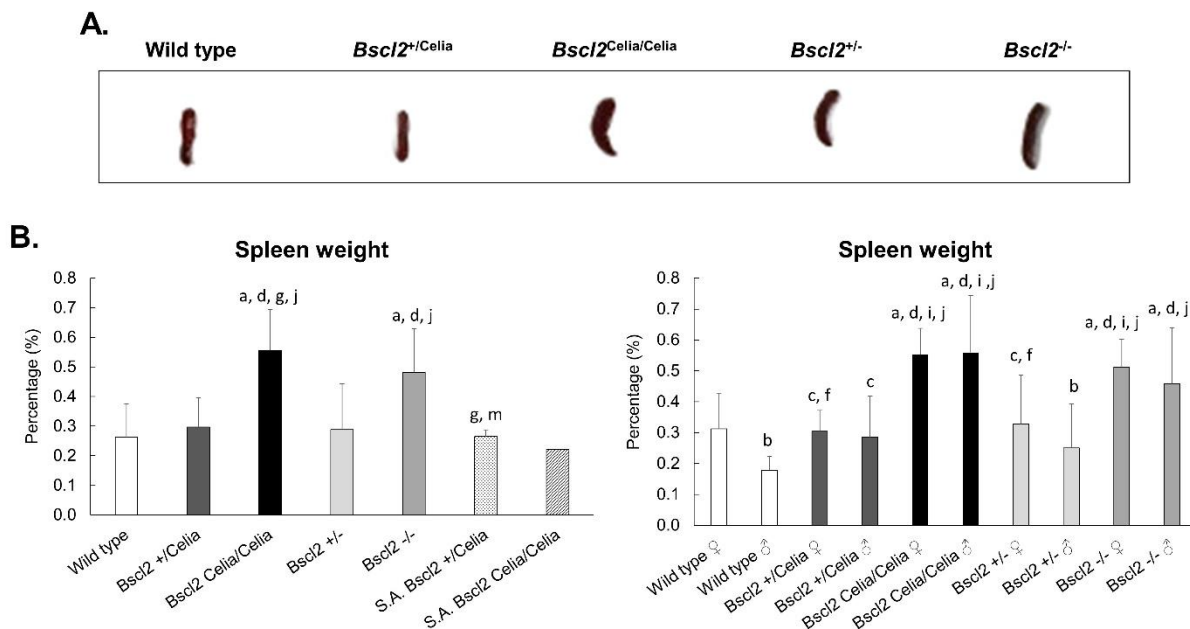 A.
Wild type Bscl2+/Celia Bscl2Celia/Celia Bscl2+/- Bscl2-/-
B.
Spleen weight
Percentage (%)
0.8
0.7
0.6
0.5
0.4
0.3
0.2
0.1
0.0
a, d, g, j
a, d, j
g, m
Wild type
Bscl2 +/Celia
Bscl2 Celia/Celia
Bscl2 +/-
Bscl2 -/-
S.A. Bscl2 +/Celia
S.A. Bscl2 Celia/Celia
Spleen weight
Percentage (%)
0.8
0.7
0.6
0.5
0.4
0.3
0.2
0.1
0.0
b
c, f
c
a, d, i, j
a, d, i ,j
c, f
b
a, d, i, j
a, d, j
Wild type ♀
Wild type ♂
Bscl2 +/Celia ♀
Bscl2 +/Celia ♂
Bscl2 Celia/Celia ♀
Bscl2 Celia/Celia ♂
Bscl2 +/- ♀
Bscl2 +/- ♂
Bscl2 -/- ♀
Bscl2 -/- ♂